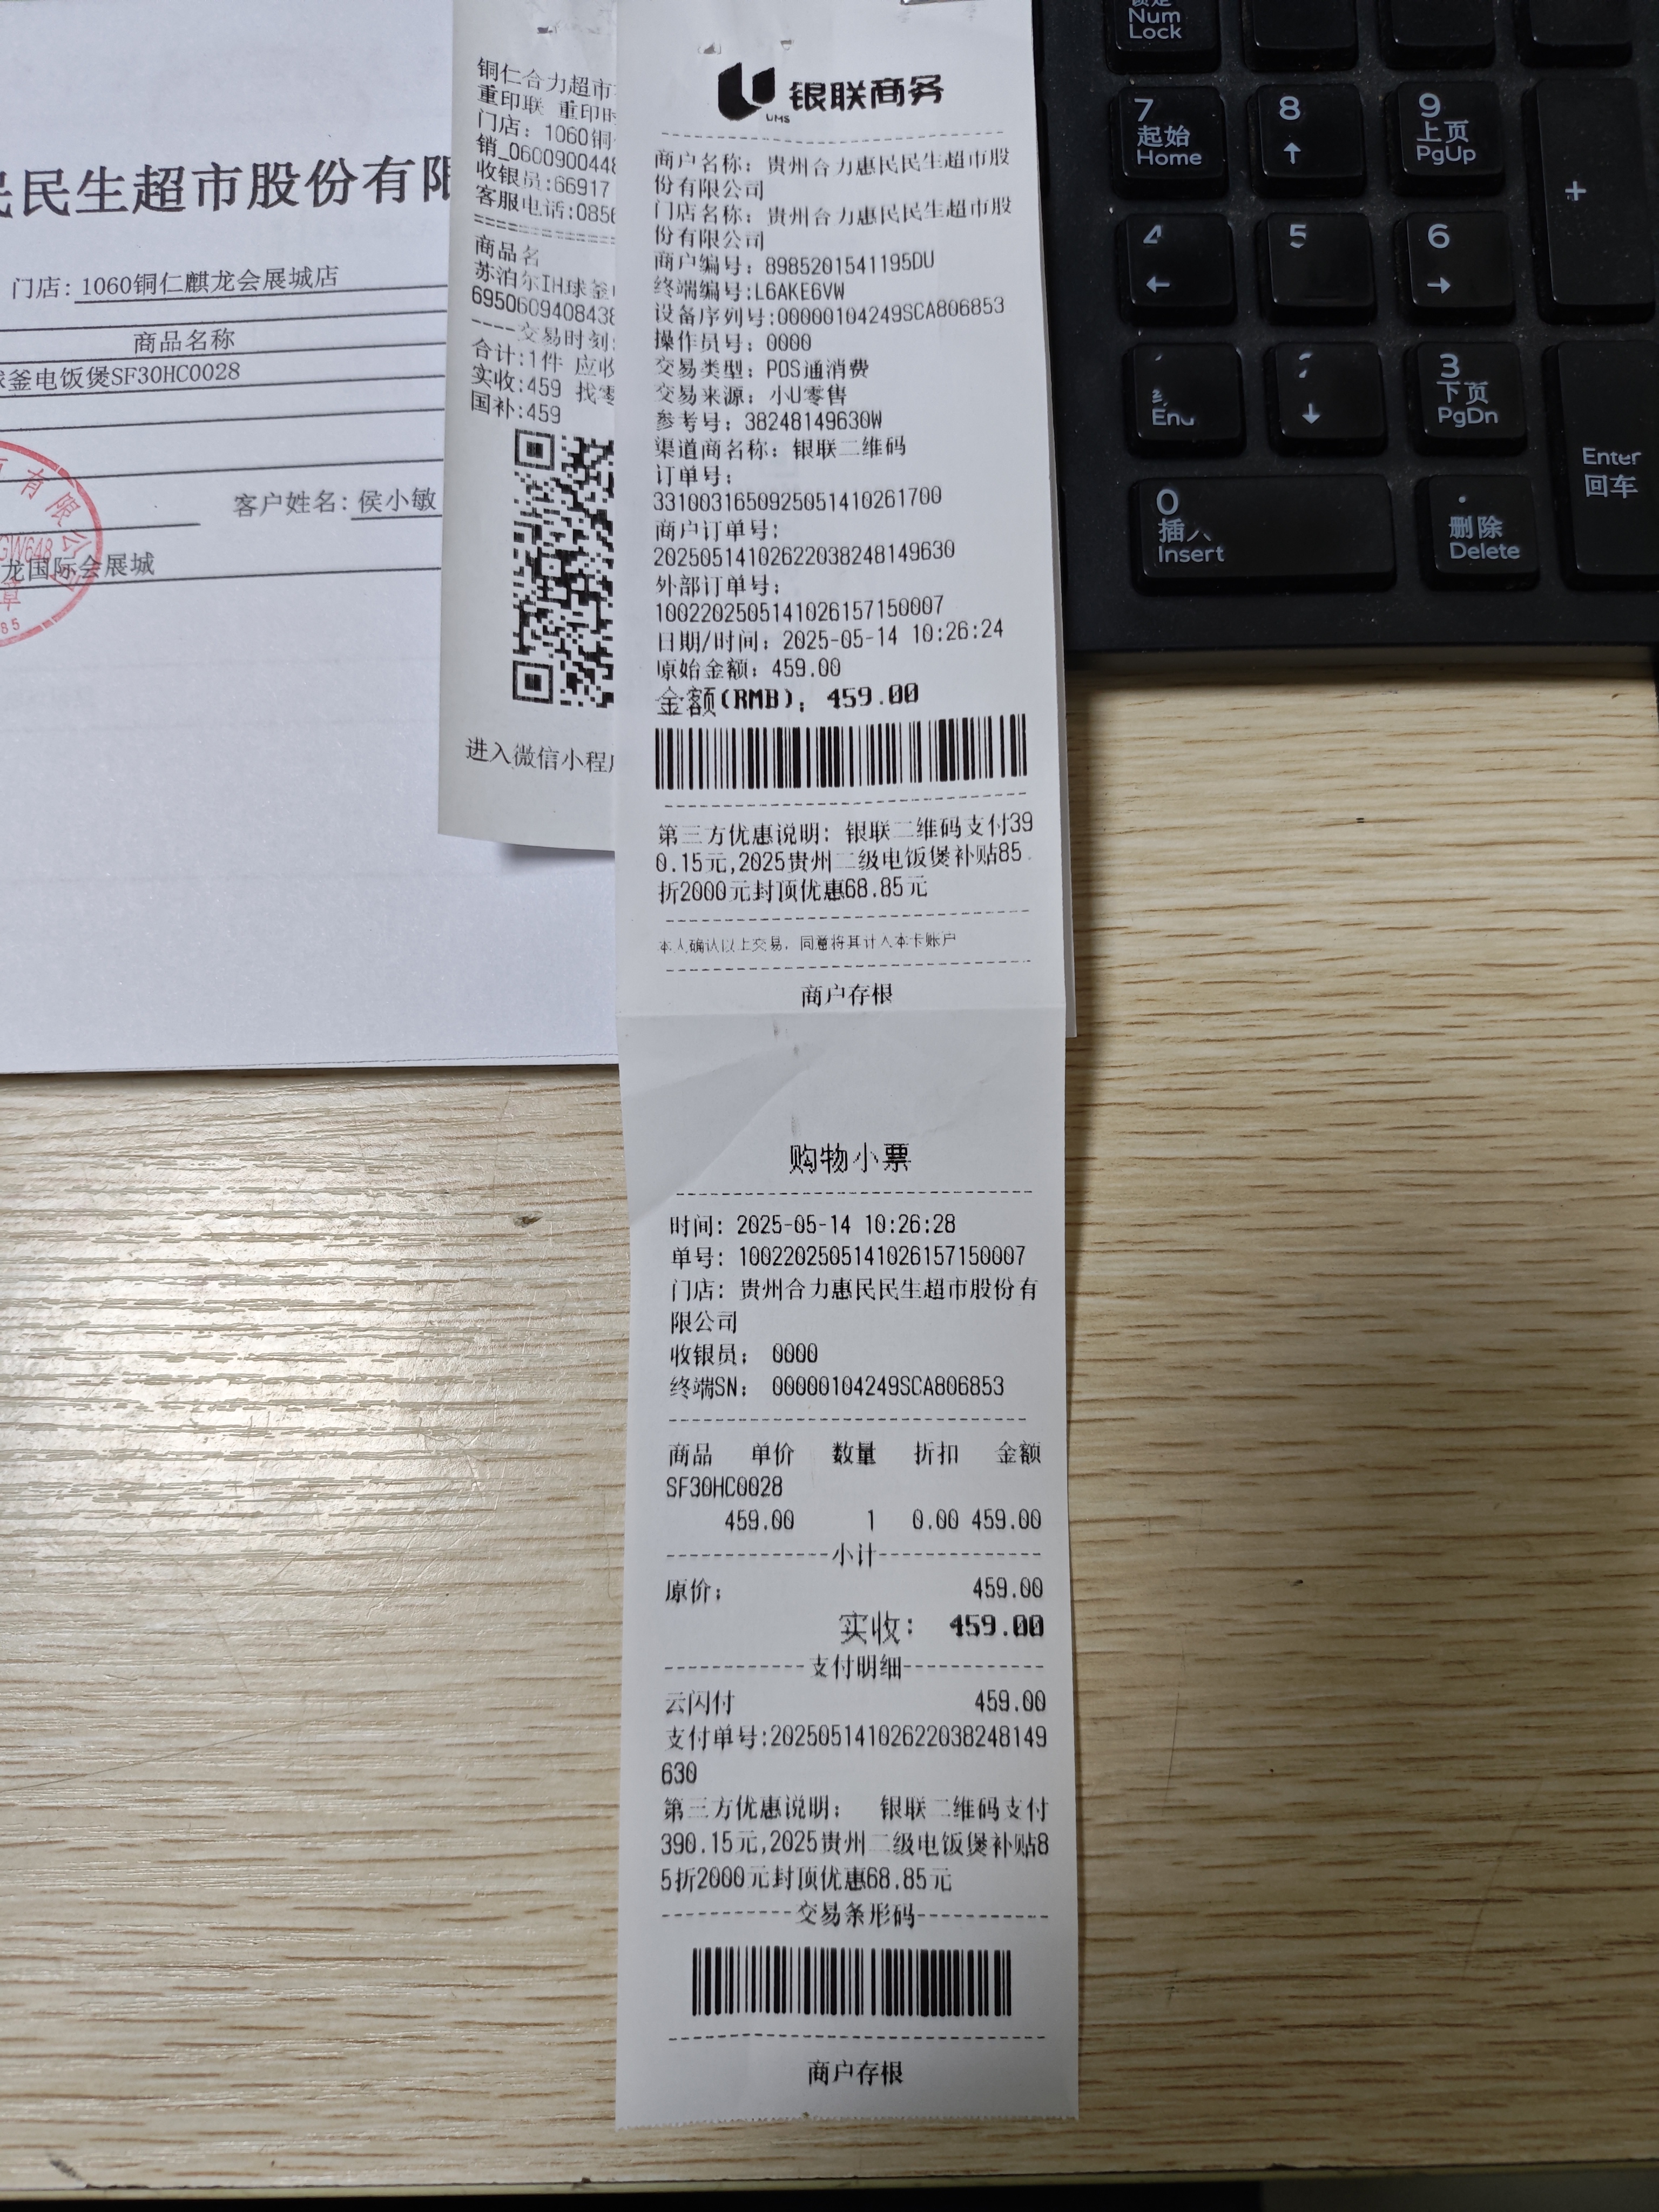 民民生超市股份有限
门店：1060铜仁麒龙会展城店
商品名称
球釜电饭煲SF30HC0028
客户姓名：侯小敏
龙国际会展城
有限公
GW648
章
85
铜仁合力超市
重印联 重印时
门店：1060铜
销_0600900448
收银员:66917
客服电话:0856
商品名
苏泊尔IH球釜
6950609408438
----交易时刻:
合计:1件 应收
实收:459 找零
国补:459
进入微信小程
UMS
银联商务
商户名称：贵州合力惠民民生超市股
份有限公司
门店名称：贵州合力惠民民生超市股
份有限公司
商户编号：8985201541195DU
终端编号:L6AKE6VW
设备序列号:00000104249SCA806853
操作员号：0000
交易类型：POS通消费
交易来源：小U零售
参考号：38248149630W
渠道商名称：银联二维码
订单号：
33100316509250514102617​00
商户订单号：
20250514102622038248149630
外部订单号：
10022025051410261571500​07
日期/时间：2025-05-14 10:26:24
原始金额：459.00
金额(RMB)：459.00
第三方优惠说明：银联二维码支付39
0.15元,2025贵州二级电饭煲补贴85
折2000元封顶优惠68.85元
本人确认以上交易，同意将其计入本卡账户
商户存根
购物小票
时间：2025-05-14 10:26:28
单号：1002202505141026157150007
门店：贵州合力惠民民生超市股份有
限公司
收银员： 0000
终端SN： 00000104249SCA806853
商品 单价 数量 折扣 金额
SF30HC0028
459.00 1 0.00 459.00
-------------小计-------------
原价： 459.00
实收： 459.00
-----------支付明细-----------
云闪付 459.00
支付单号:20250514102622038248149
630
第三方优惠说明： 银联二维码支付
390.15元,2025贵州二级电饭煲补贴8
5折2000元封顶优惠68.85元
----------交易条形码----------
商户存根
Num
Lock
7
起始
Home
8
↑
9
上页
PgUp
+
4
←
5
6
→
End
↓
3
下页
PgDn
Enter
回车
0
插入
Insert
.
删除
Delete